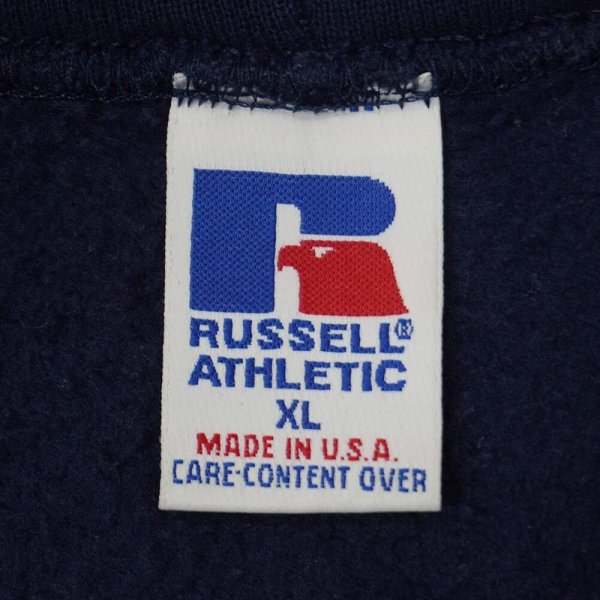 RUSSELL®
ATHLETIC
XL
MADE IN U.S.A.
CARE-CONTENT OVER